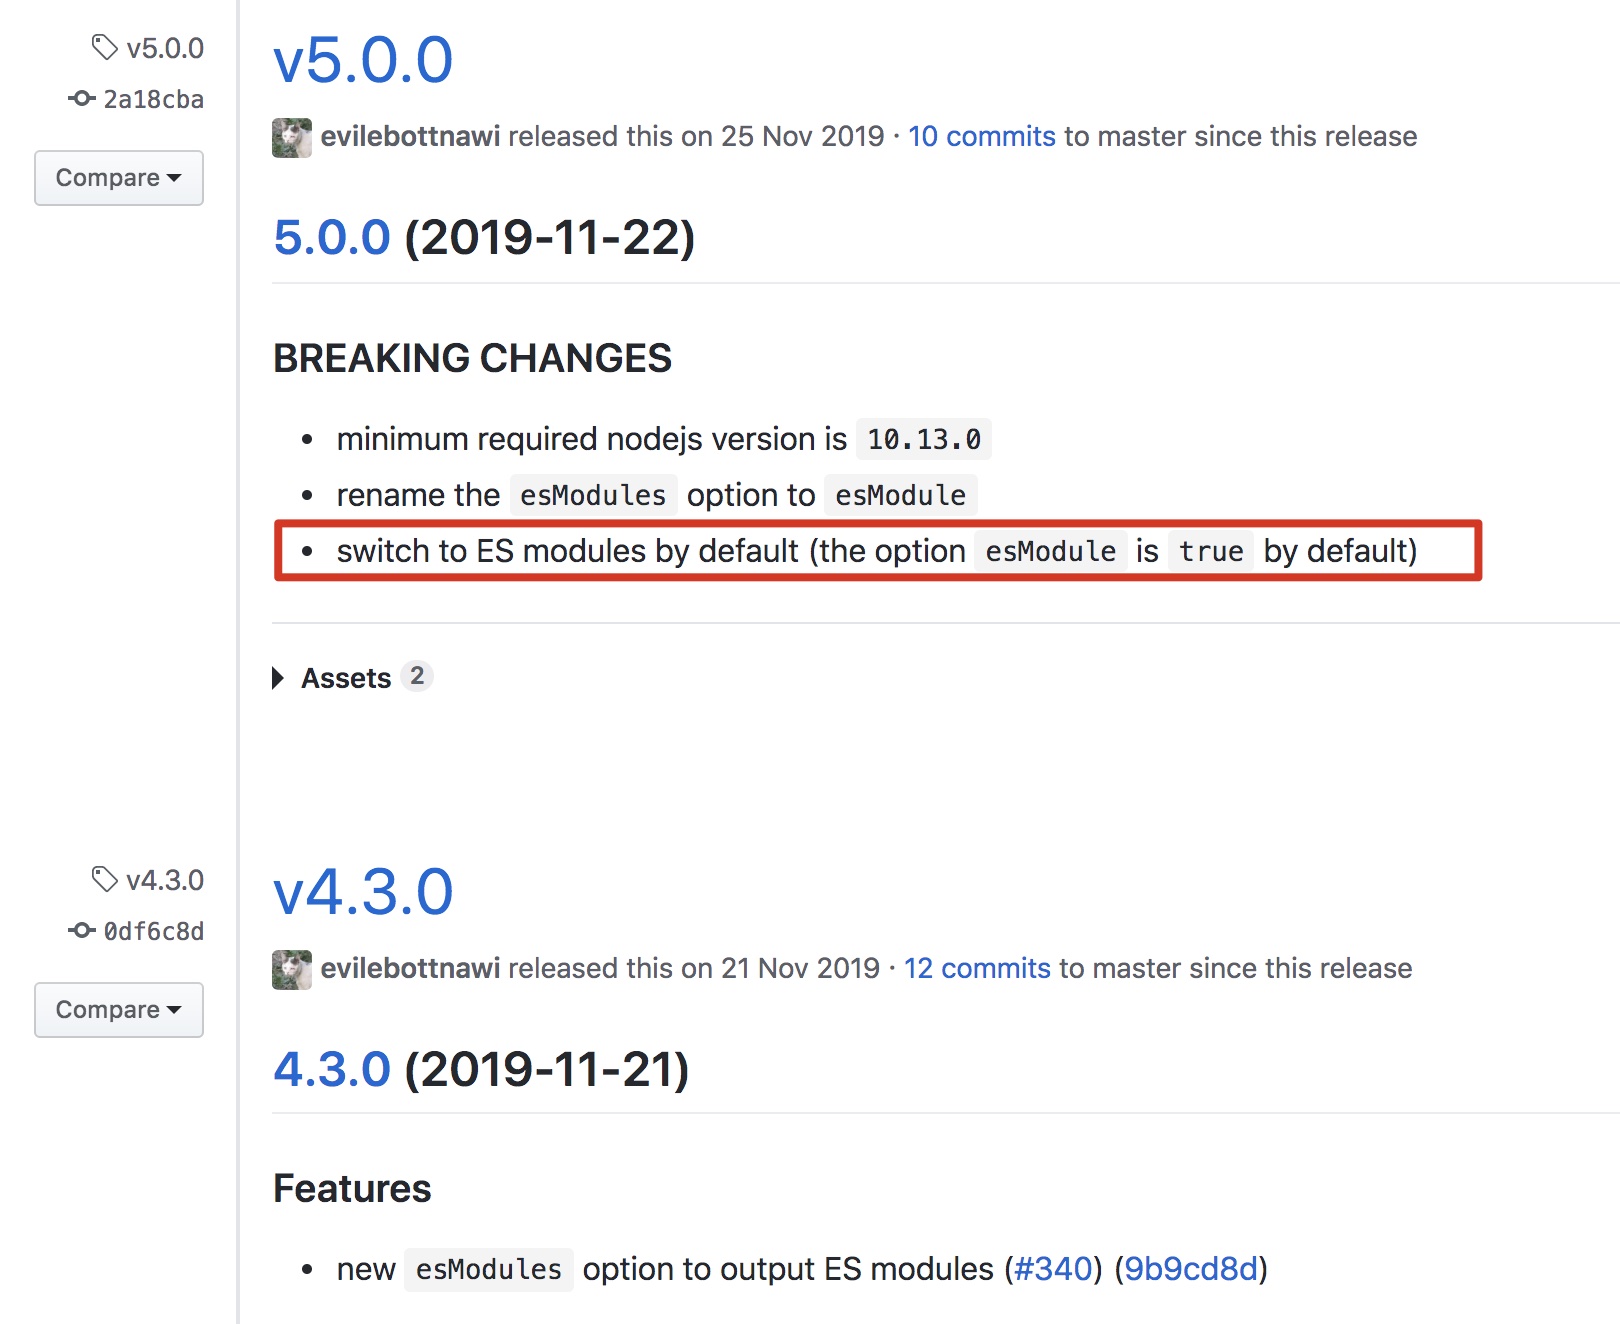 v5.0.0
2a18cba
Compare
v5.0.0
evilebottnawi released this on 25 Nov 2019 · 10 commits to master since this release
5.0.0 (2019-11-22)
BREAKING CHANGES
• minimum required nodejs version is 10.13.0
• rename the esModules option to esModule
• switch to ES modules by default (the option esModule is true by default)
Assets 2
v4.3.0
0df6c8d
Compare
v4.3.0
evilebottnawi released this on 21 Nov 2019 · 12 commits to master since this release
4.3.0 (2019-11-21)
Features
• new esModules option to output ES modules (#340) (9b9cd8d)